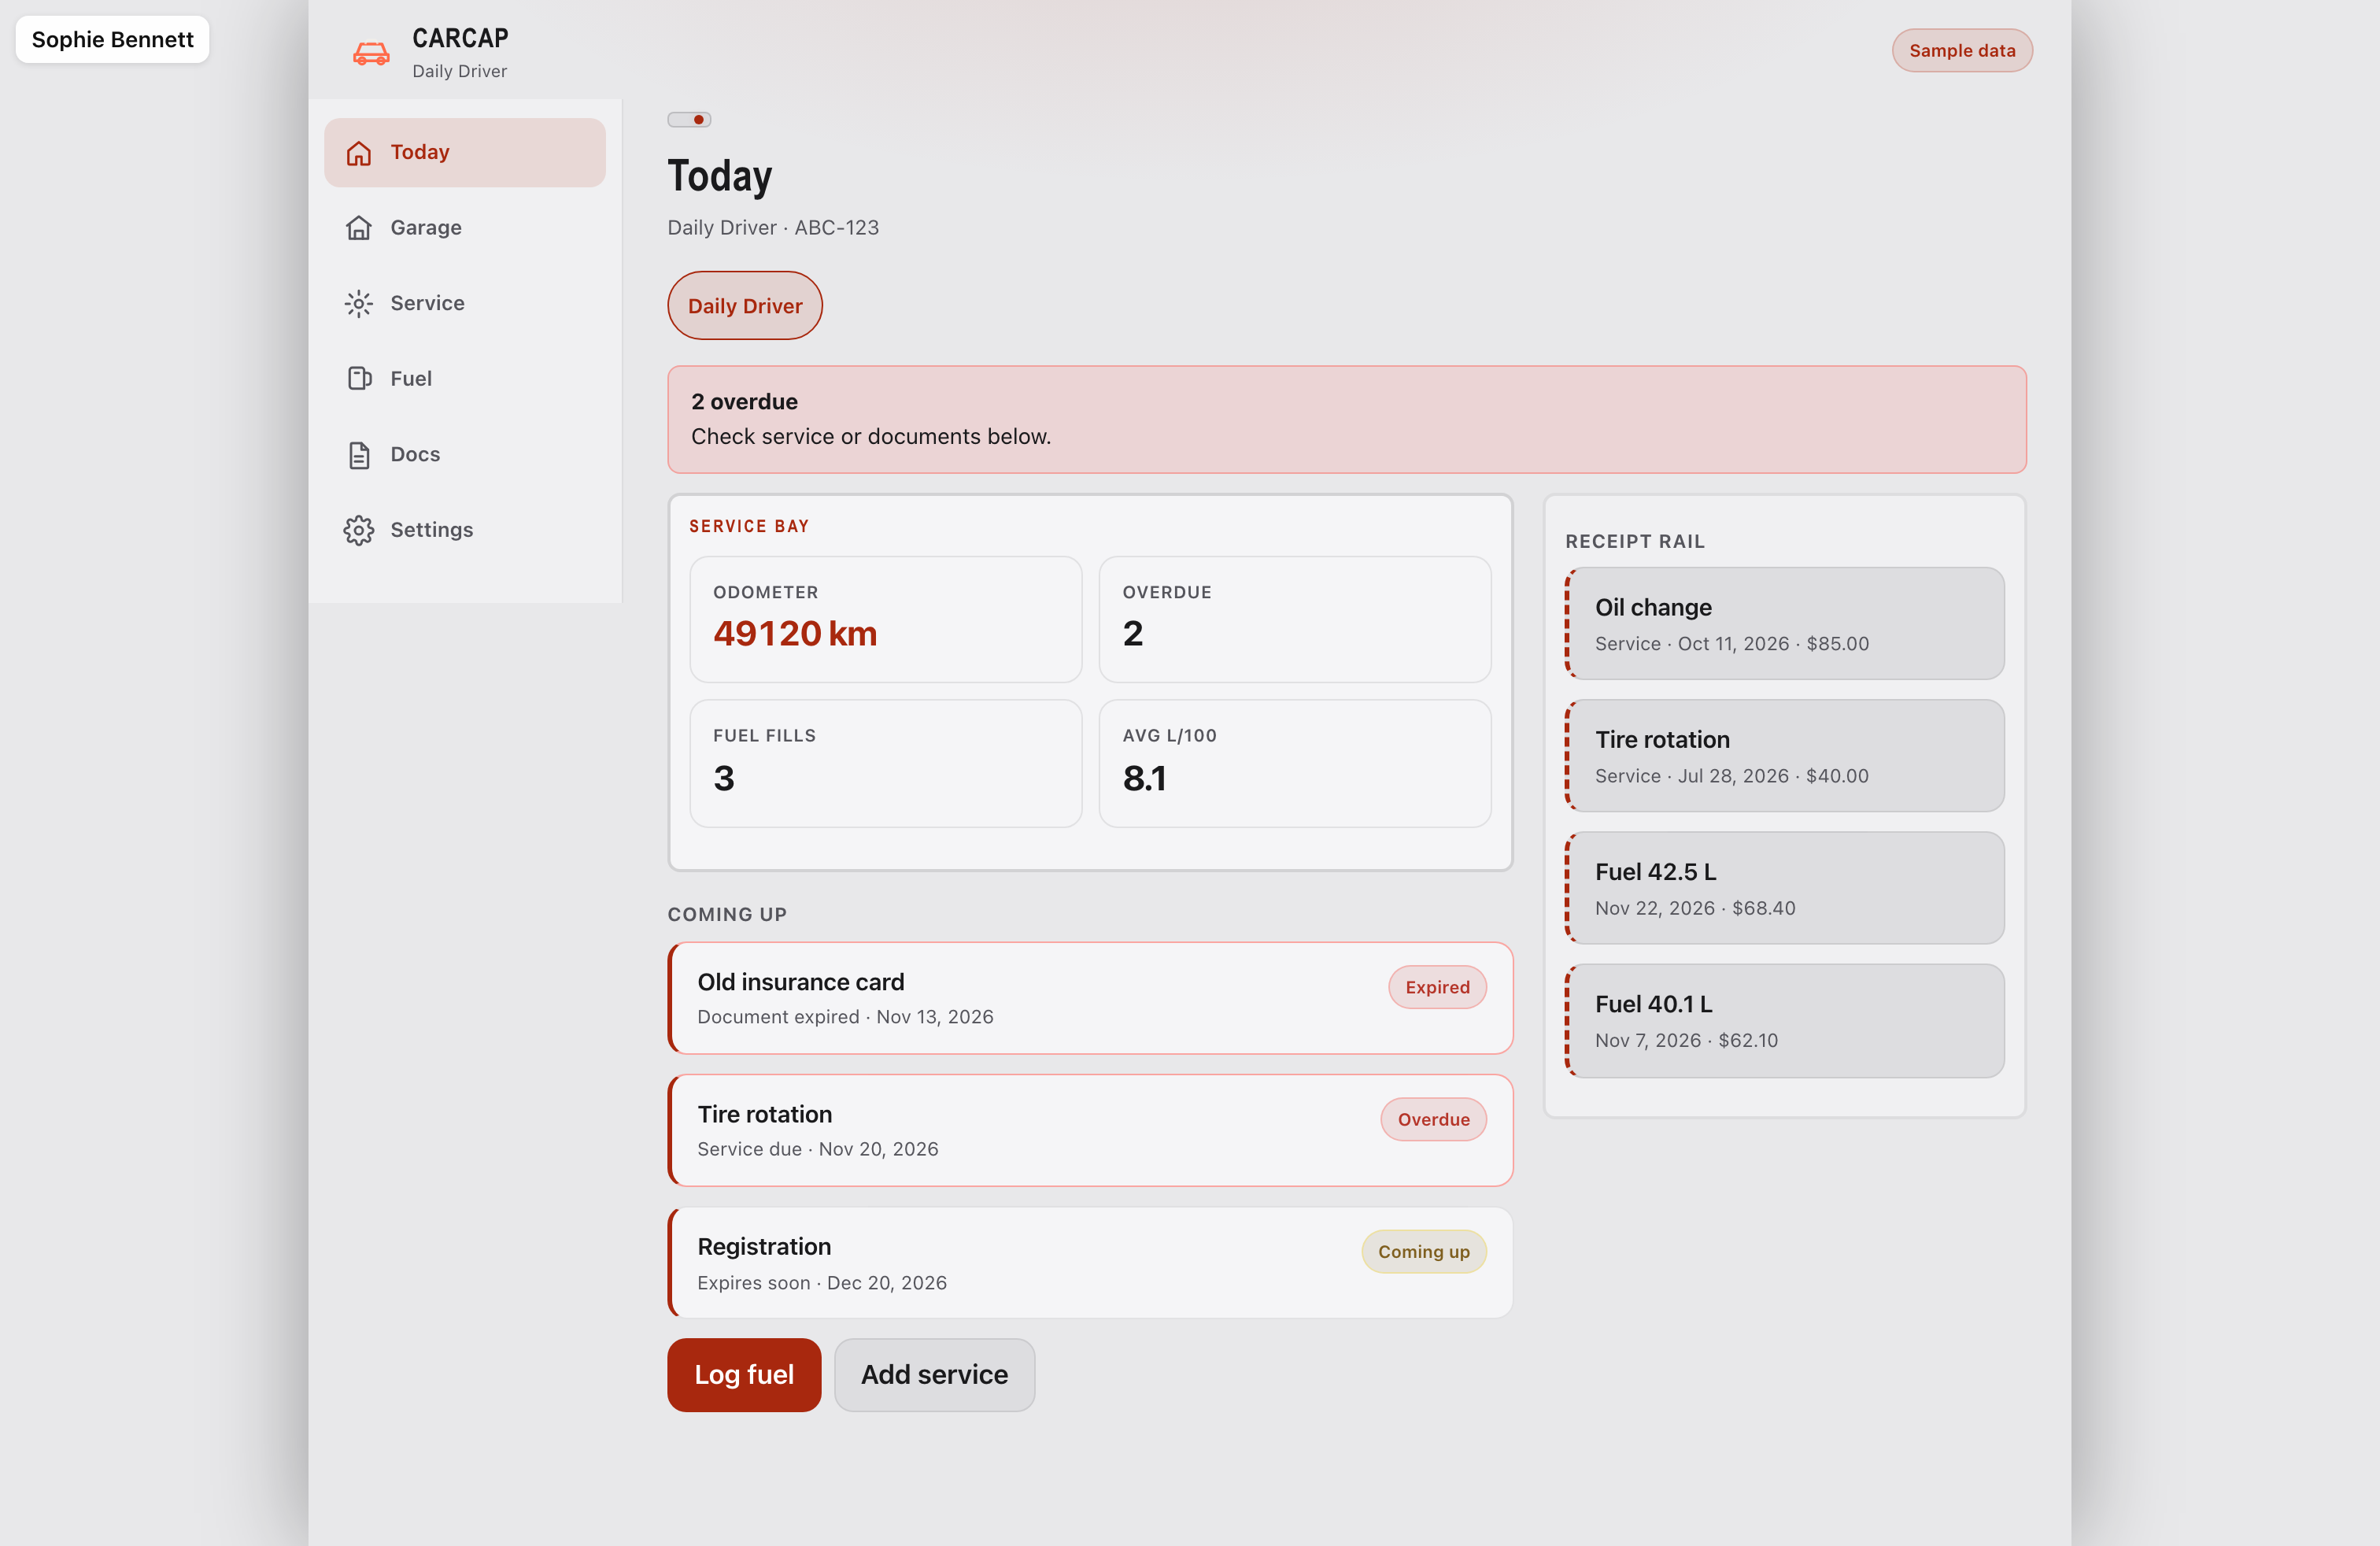 Sophie Bennett
CARCAP
Daily Driver
Sample data
Today
Garage
Service
Fuel
Docs
Settings
Today
Daily Driver · ABC-123
Daily Driver
2 overdue
Check service or documents below.
SERVICE BAY
ODOMETER
49120 km
OVERDUE
2
FUEL FILLS
3
AVG L/100
8.1
COMING UP
Old insurance card
Document expired · Nov 13, 2026
Expired
Tire rotation
Service due · Nov 20, 2026
Overdue
Registration
Expires soon · Dec 20, 2026
Coming up
Log fuel
Add service
RECEIPT RAIL
Oil change
Service · Oct 11, 2026 · $85.00
Tire rotation
Service · Jul 28, 2026 · $40.00
Fuel 42.5 L
Nov 22, 2026 · $68.40
Fuel 40.1 L
Nov 7, 2026 · $62.10